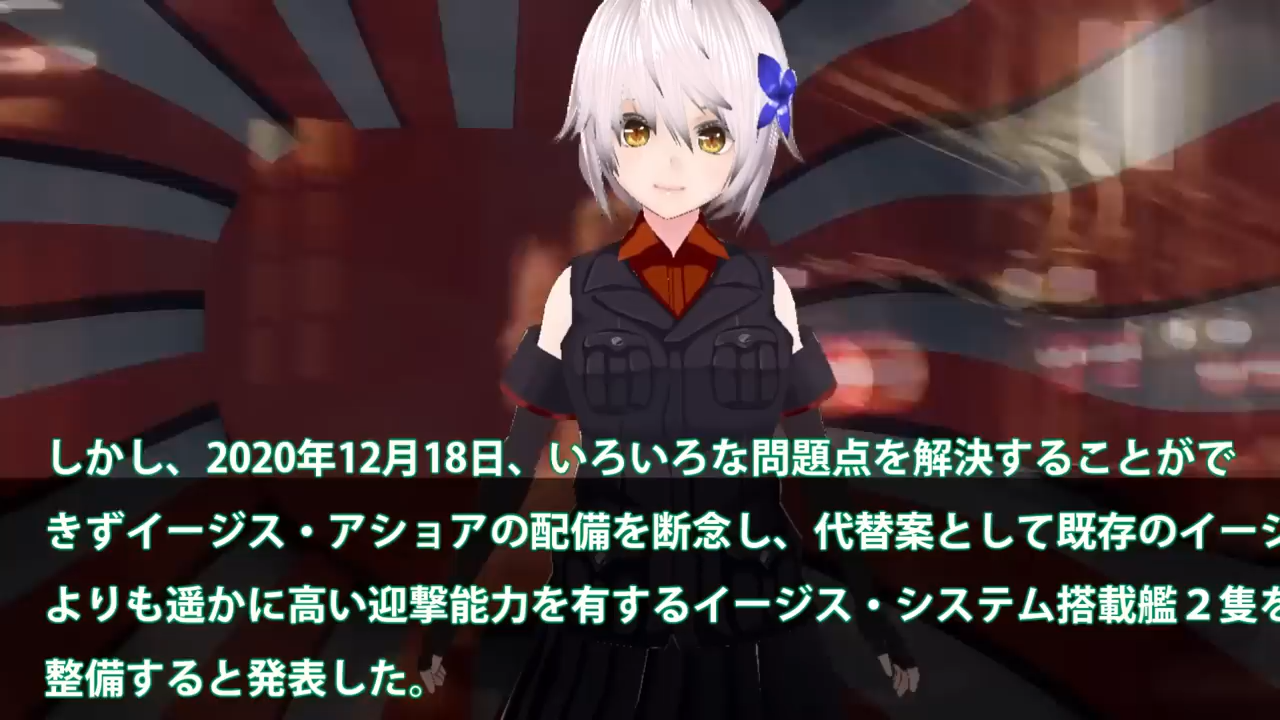 しかし、2020年12月18日、いろいろな問題点を解決することがで
きずイージス・アショアの配備を断念し、代替案として既存のイージ
よりも遥かに高い迎撃能力を有するイージス・システム搭載艦２隻を
整備すると発表した。